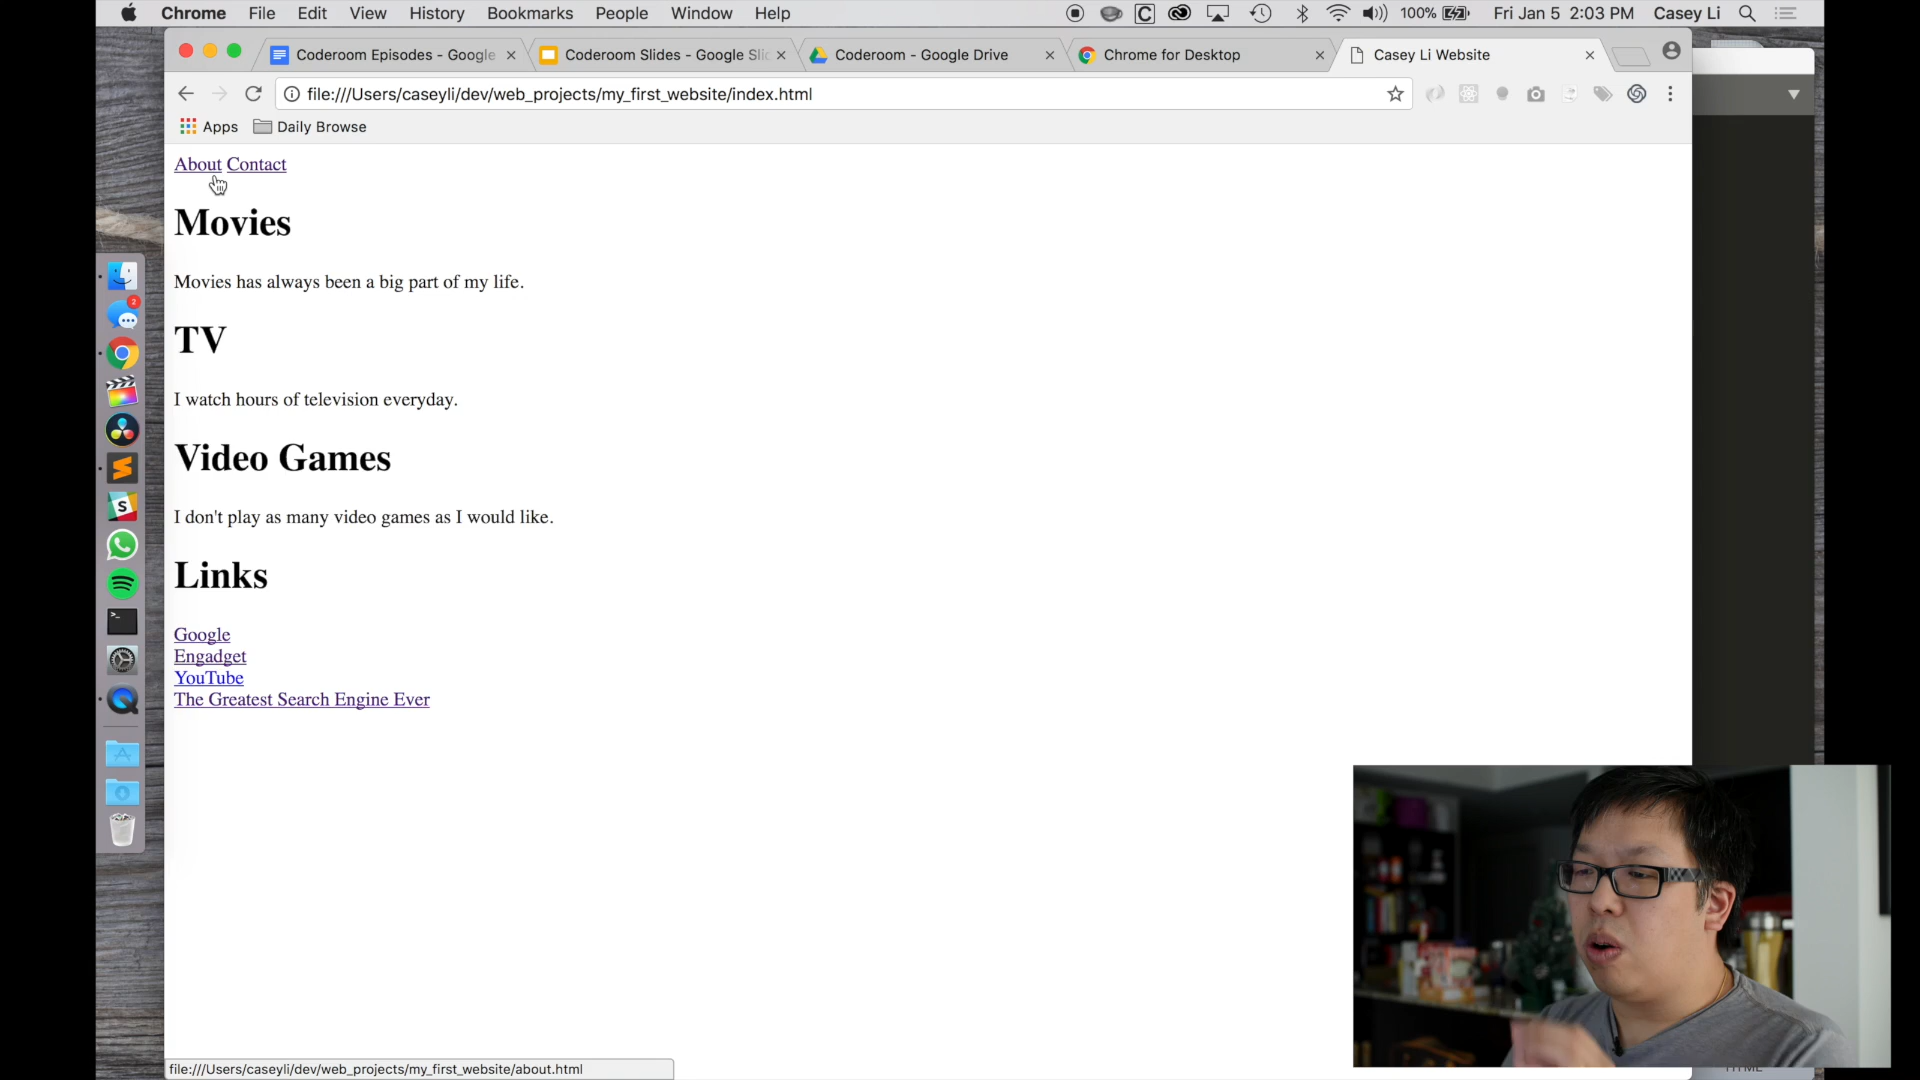 Chrome File Edit View History Bookmarks People Window Help 100% Fri Jan 5 2:03 PM Casey Li
Coderoom Episodes - Google
Coderoom Slides - Google Slid
Coderoom - Google Drive
Chrome for Desktop
Casey Li Website
file:///Users/caseyli/dev/web_projects/my_first_website/index.html
Apps Daily Browse
About Contact
Movies
Movies has always been a big part of my life.
TV
I watch hours of television everyday.
Video Games
I don't play as many video games as I would like.
Links
Google
Engadget
YouTube
The Greatest Search Engine Ever
file:///Users/caseyli/dev/web_projects/my_first_website/about.html
HTML
2